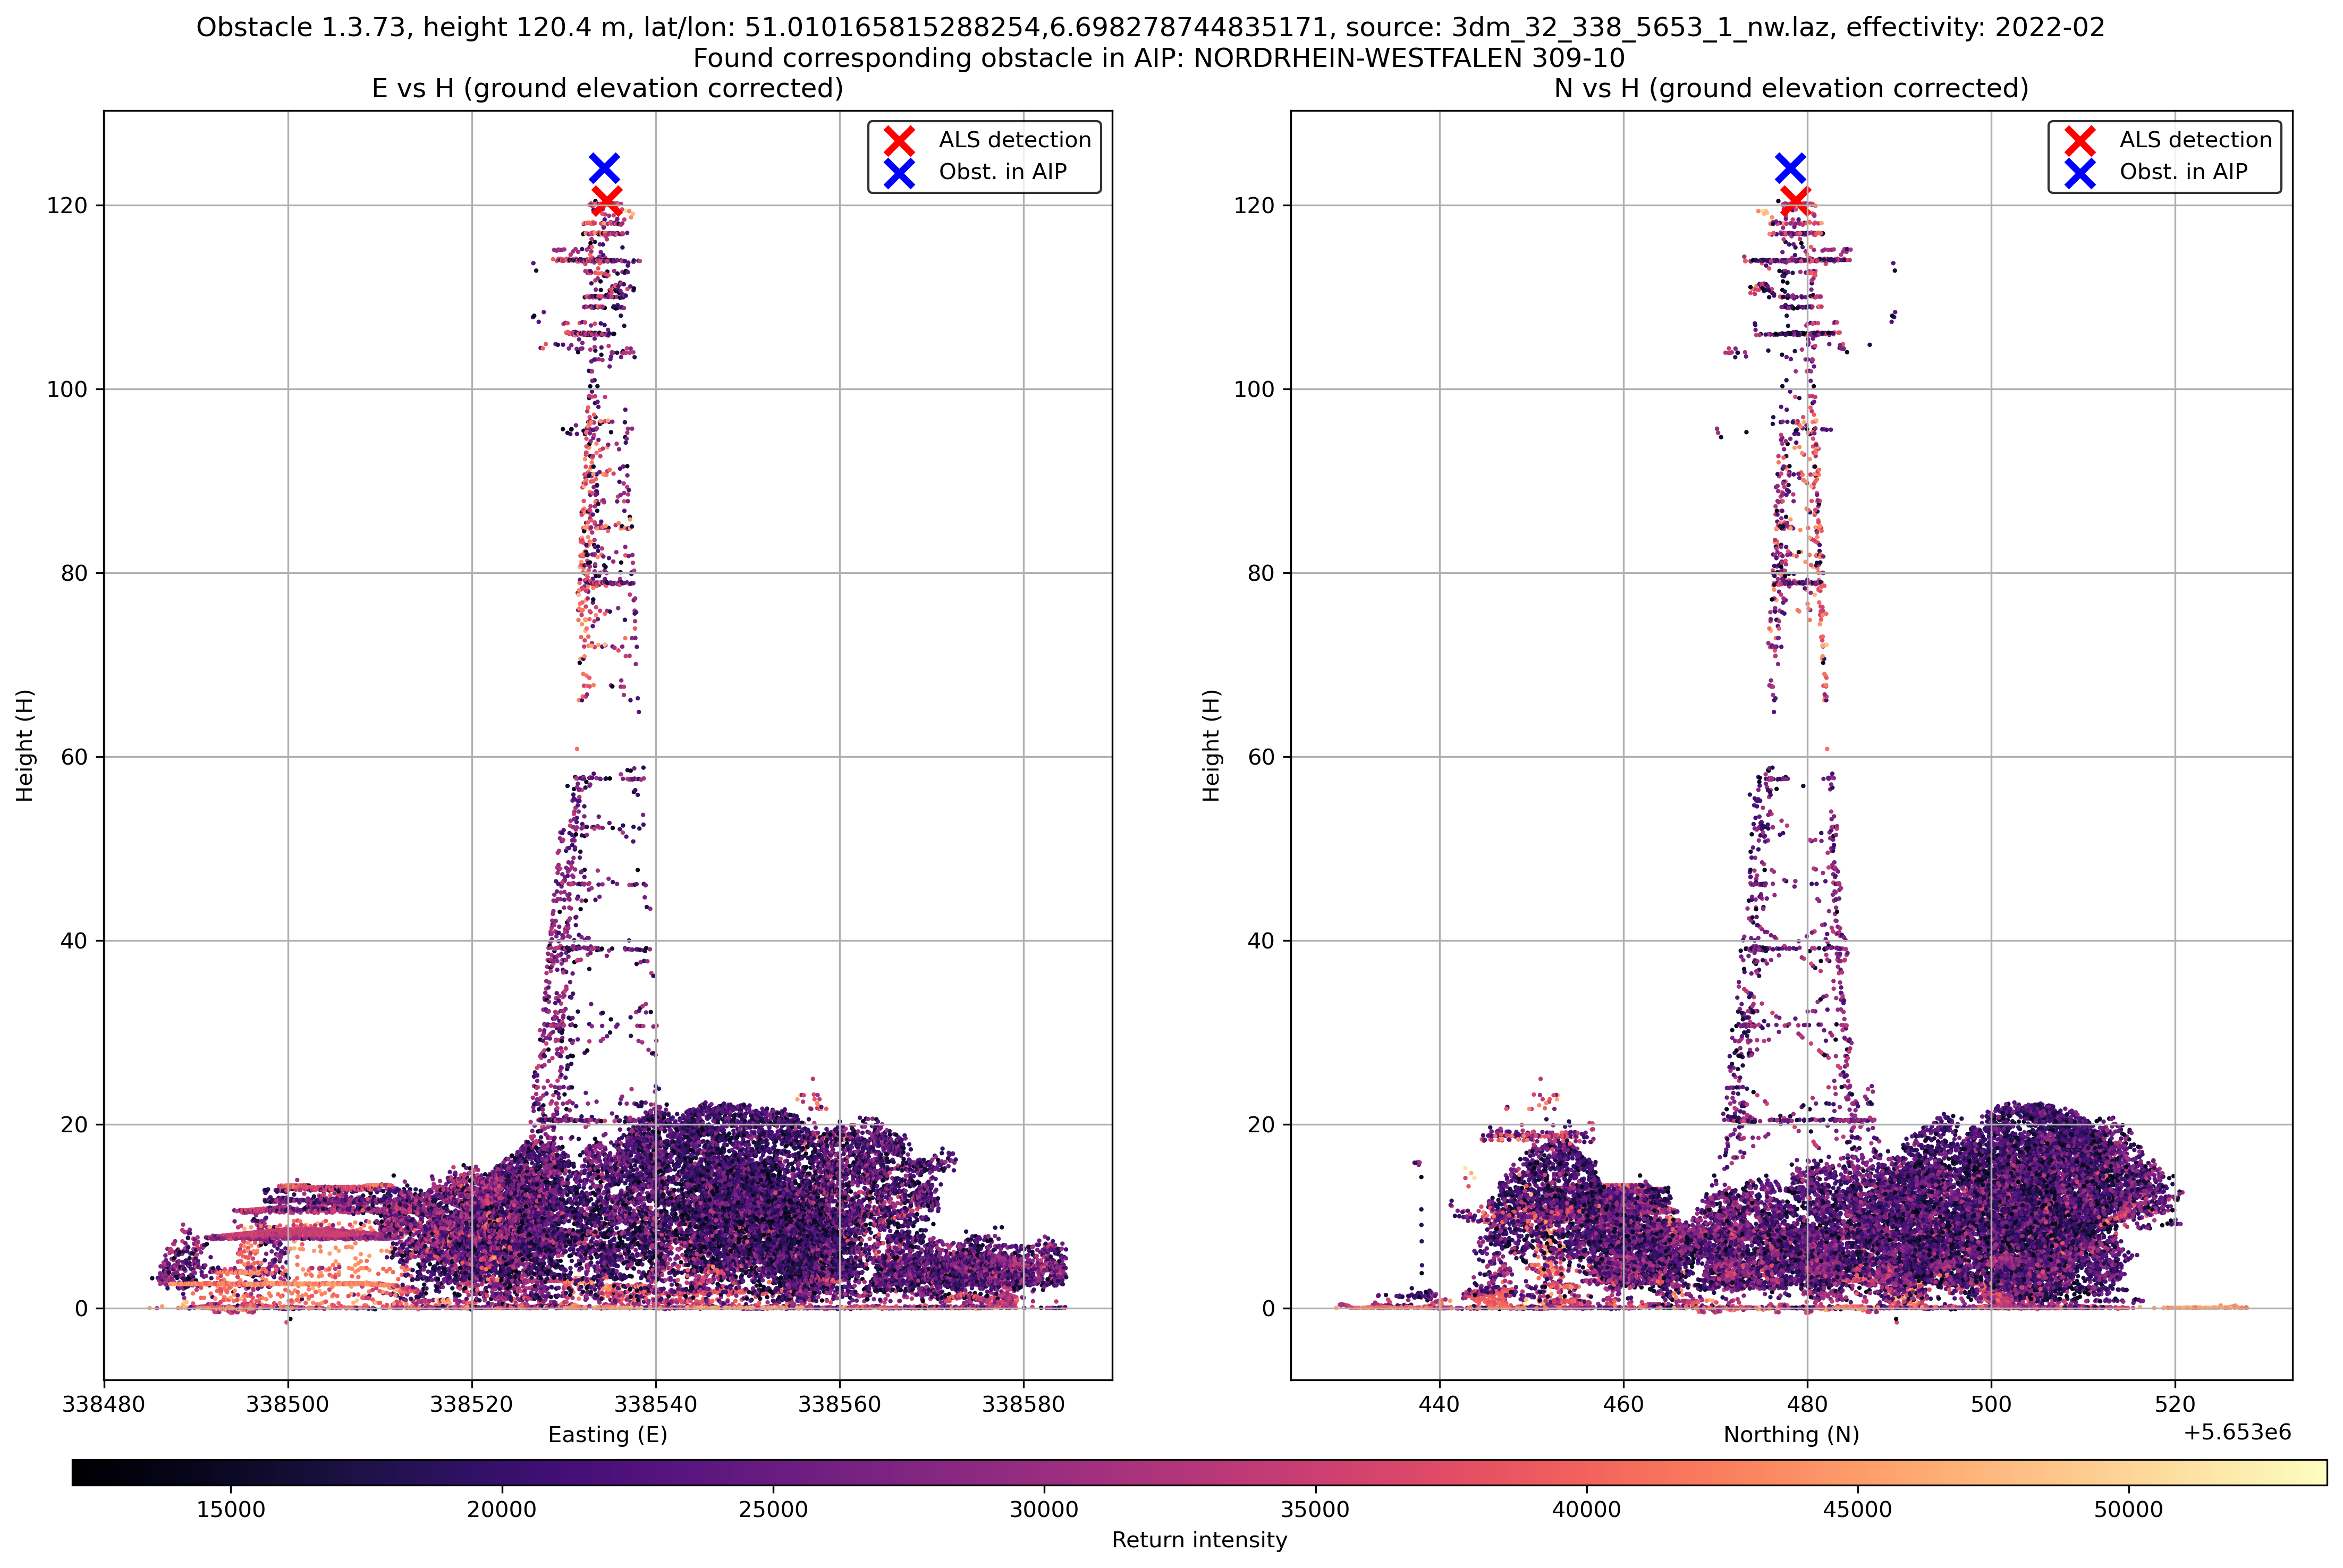 Obstacle 1.3.73, height 120.4 m, lat/lon: 51.010165815288254,6.698278744835171, source: 3dm_32_338_5653_1_nw.laz, effectivity: 2022-02
Found corresponding obstacle in AIP: NORDRHEIN-WESTFALEN 309-10
E vs H (ground elevation corrected)
ALS detection
Obst. in AIP
120
100
80
60
40
20
0
Height (H)
338480 338500 338520 338540 338560 338580
Easting (E)
N vs H (ground elevation corrected)
ALS detection
Obst. in AIP
120
100
80
60
40
20
0
Height (H)
440 460 480 500 520
+5.653e6
Northing (N)
15000 20000 25000 30000 35000 40000 45000 50000
Return intensity